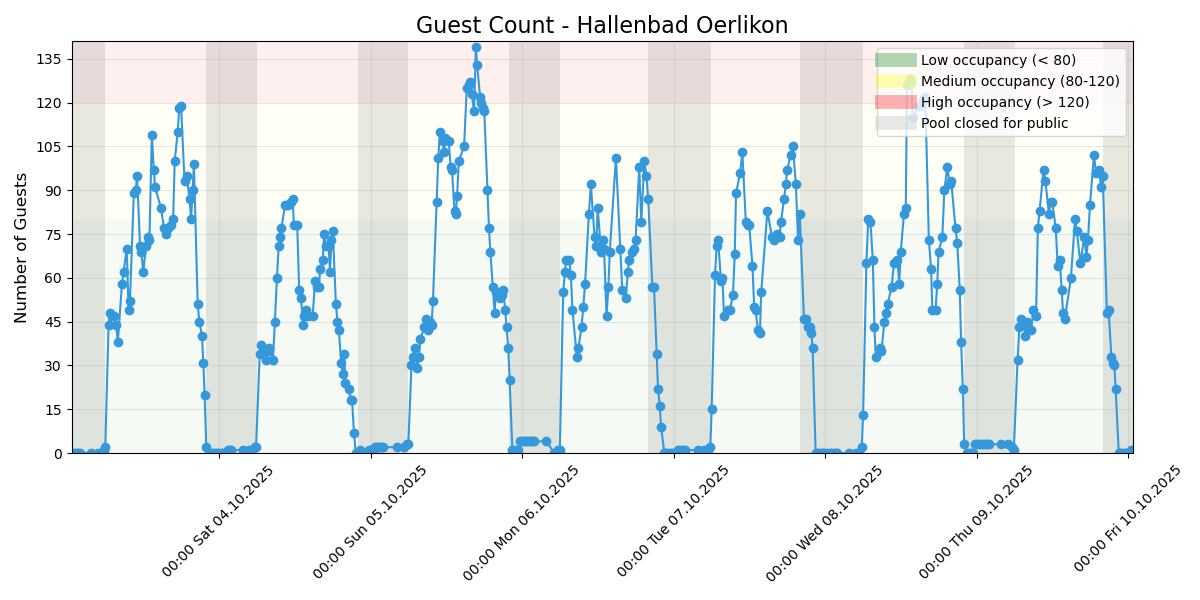 Guest Count - Hallenbad Oerlikon
Number of Guests
135
120
105
90
75
60
45
30
15
0
Low occupancy (< 80)
Medium occupancy (80-120)
High occupancy (> 120)
Pool closed for public
00:00 Sat 04.10.2025
00:00 Sun 05.10.2025
00:00 Mon 06.10.2025
00:00 Tue 07.10.2025
00:00 Wed 08.10.2025
00:00 Thu 09.10.2025
00:00 Fri 10.10.2025